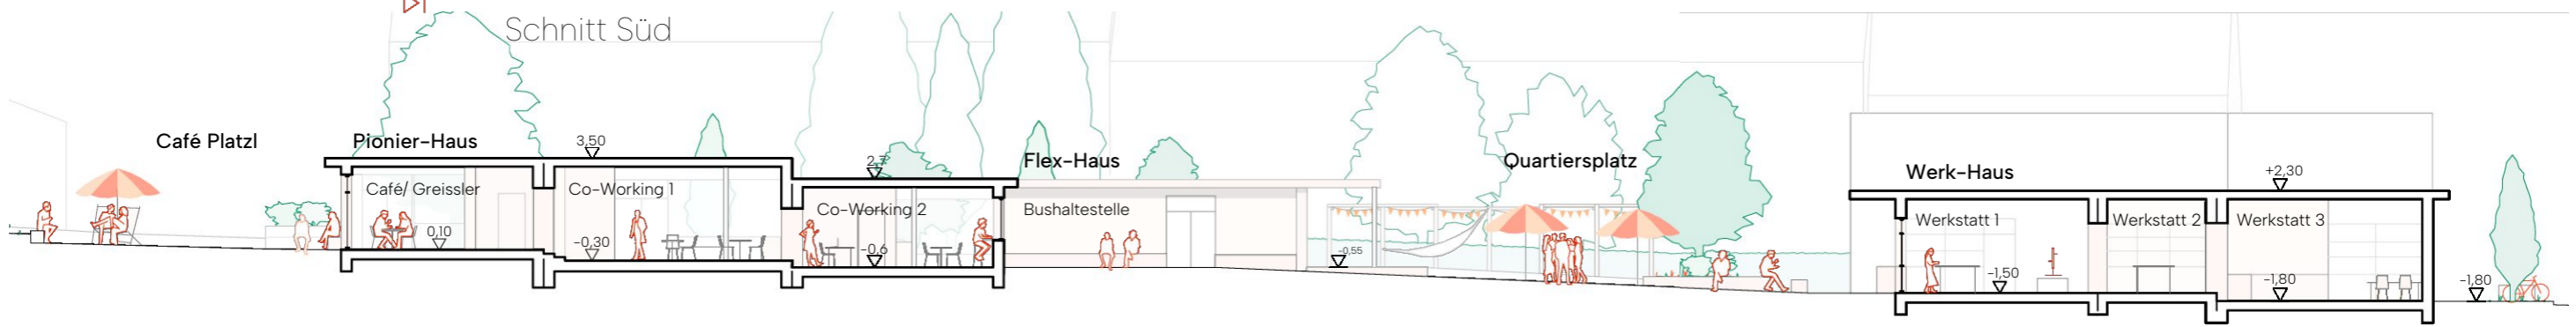 Schnitt Süd
Café Platzl
Pionier-Haus
3,50
2,7
Flex-Haus
Quartiersplatz
Werk-Haus
+2,30
Café/ Greissler
Co-Working 1
Co-Working 2
Bushaltestelle
Werkstatt 1
Werkstatt 2
Werkstatt 3
0,10
-0,30
-0,6
-0,55
-1,50
-1,80
-1,80